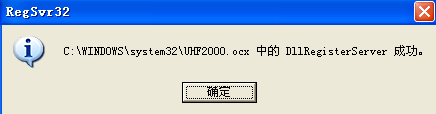 RegSvr32
C:\WINDOWS\system32\UHF2000.ocx 中的 DllRegisterServer 成功。
确定